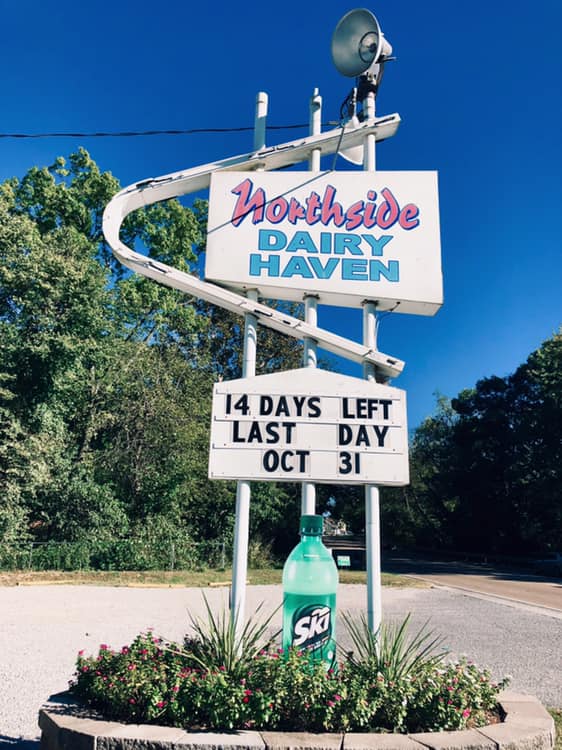 Northside
DAIRY
HAVEN
14 DAYS LEFT
LAST DAY
OCT 31
SKI